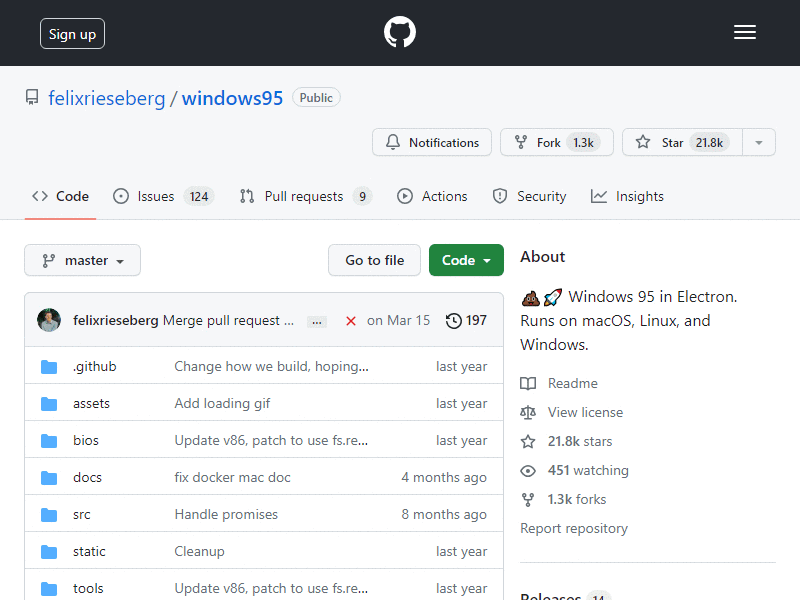 Sign up
felixrieseberg / windows95 Public
Notifications Fork 1.3k Star 21.8k
Code Issues 124 Pull requests 9 Actions Security Insights
master Go to file Code
felixrieseberg Merge pull request ... ... on Mar 15 197
.github Change how we build, hoping... last year
assets Add loading gif last year
bios Update v86, patch to use fs.re... last year
docs fix docker mac doc 4 months ago
src Handle promises 8 months ago
static Cleanup last year
tools Update v86, patch to use fs.re... last year
About
💩🚀 Windows 95 in Electron.
Runs on macOS, Linux, and
Windows.
Readme
View license
21.8k stars
451 watching
1.3k forks
Report repository
Releases 14